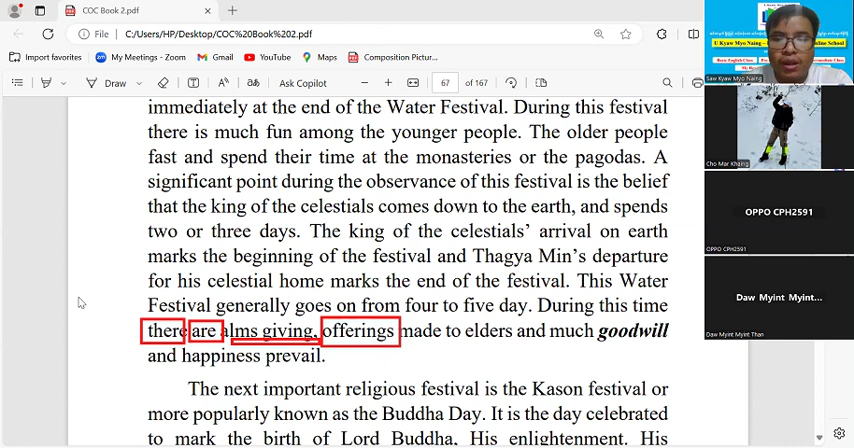 COC Book 2.pdf
File
C:/Users/HP/Desktop/COC%20Book%202.pdf
Import favorites
My Meetings - Zoom
Gmail
YouTube
Maps
Composition Pictur...
Draw
Ask Copilot
67 of 167
immediately at the end of the Water Festival. During this festival
there is much fun among the younger people. The older people
fast and spend their time at the monasteries or the pagodas. A
significant point during the observance of this festival is the belief
that the king of the celestials comes down to the earth, and spends
two or three days. The king of the celestials' arrival on earth
marks the beginning of the festival and Thagya Min's departure
for his celestial home marks the end of the festival. This Water
Festival generally goes on from four to five day. During this time
there are alms giving, offerings made to elders and much goodwill
and happiness prevail.
The next important religious festival is the Kason festival or
more popularly known as the Buddha Day. It is the day celebrated
to mark the birth of Lord Buddha, His enlightenment. His
U Kyaw Myo Naing
School
Basic English Class
Class
Saw Kyaw Myo Naing
Cho Mar Khaing
OPPO CPH2591
OPPO CPH2591
Daw Myint Myint...
Daw Myint Myint Than